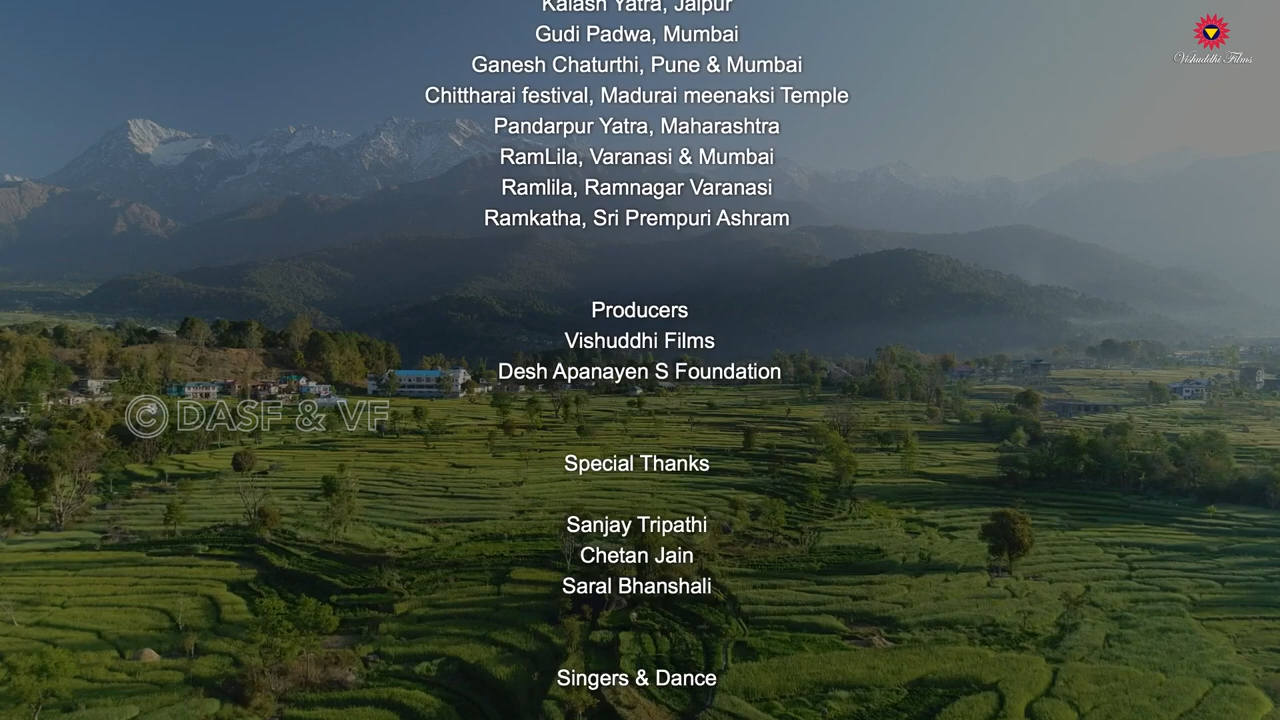 Kalash Yatra, Jaipur
Gudi Padwa, Mumbai
Ganesh Chaturthi, Pune & Mumbai
Chittharai festival, Madurai meenaksi Temple
Pandarpur Yatra, Maharashtra
RamLila, Varanasi & Mumbai
Ramlila, Ramnagar Varanasi
Ramkatha, Sri Prempuri Ashram
Producers
Vishuddhi Films
Desh Apanayen S Foundation
Special Thanks
Sanjay Tripathi
Chetan Jain
Saral Bhanshali
Singers & Dance
Vishuddhi Films
© DASF & VF